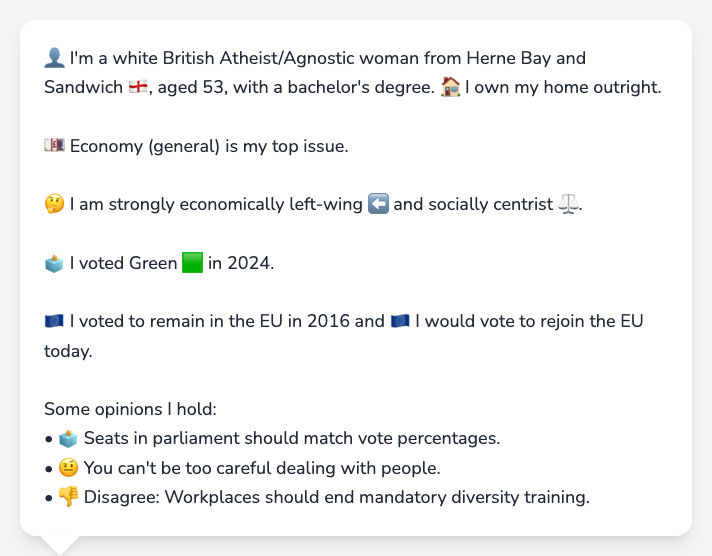 👤 I'm a white British Atheist/Agnostic woman from Herne Bay and
Sandwich 🏴󠁧󠁢󠁥󠁮󠁧󠁿, aged 53, with a bachelor's degree. 🏠 I own my home outright.
💷 Economy (general) is my top issue.
🤔 I am strongly economically left-wing ⬅️ and socially centrist ⚖️.
🗳️ I voted Green 🟩 in 2024.
🇪🇺 I voted to remain in the EU in 2016 and 🇪🇺 I would vote to rejoin the EU
today.
Some opinions I hold:
• 🗳️ Seats in parliament should match vote percentages.
• 🤨 You can't be too careful dealing with people.
• 👎 Disagree: Workplaces should end mandatory diversity training.